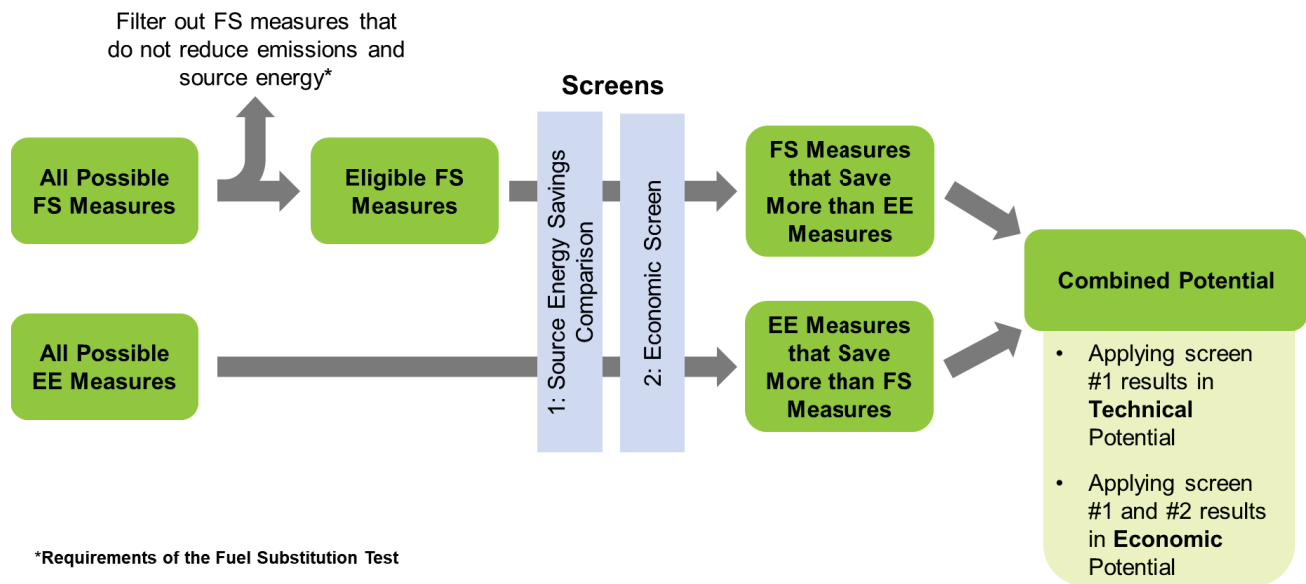 Filter out FS measures that
do not reduce emissions and
source energy*
Screens
All Possible
FS Measures
Eligible FS
Measures
1: Source Energy Savings
Comparison
2: Economic Screen
FS Measures
that Save
More than EE
Measures
All Possible
EE Measures
EE Measures
that Save
More than FS
Measures
Combined Potential
• Applying screen
#1 results in
Technical
Potential
• Applying screen
#1 and #2 results
in Economic
Potential
*Requirements of the Fuel Substitution Test